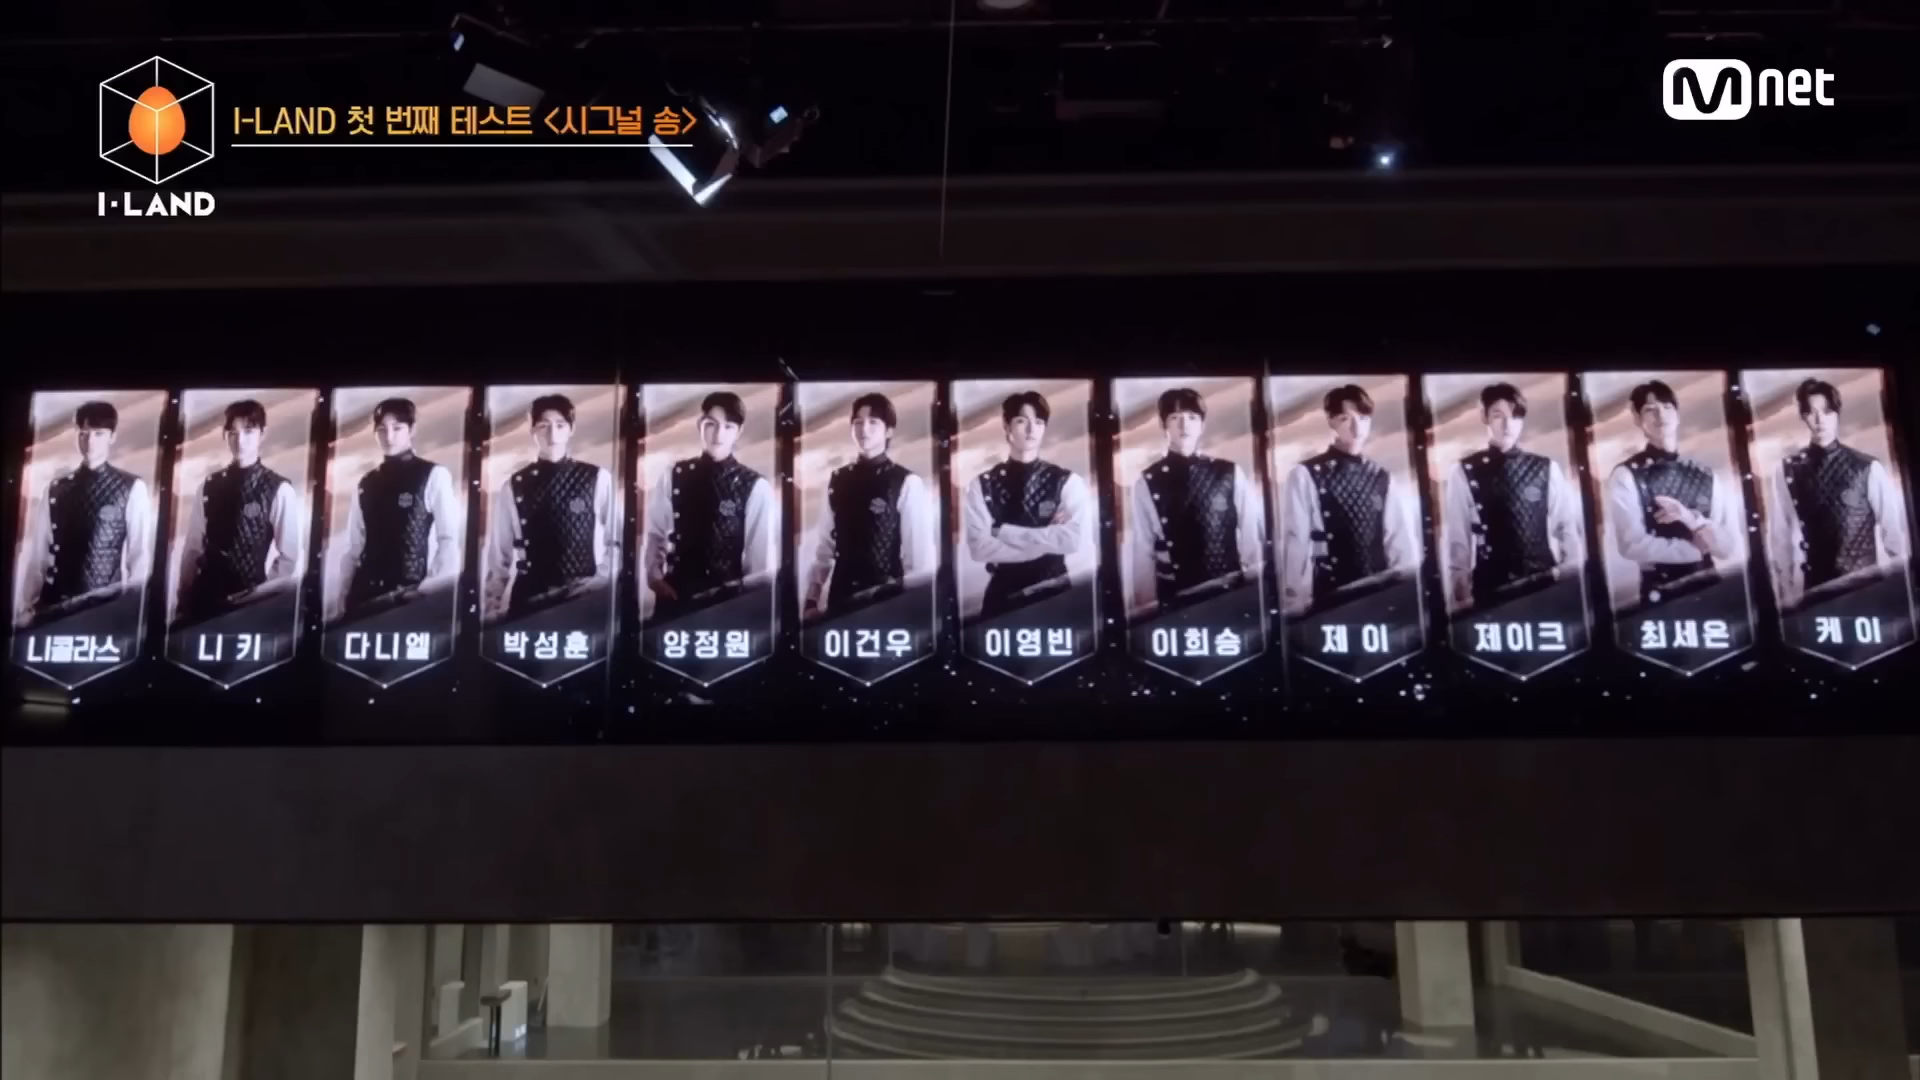 I-LAND 첫 번째 테스트 <시그널 송>
Mnet
I·LAND
니콜라스
니키
다니엘
박성훈
양정원
이건우
이영빈
이희승
제이
제이크
최세온
케이